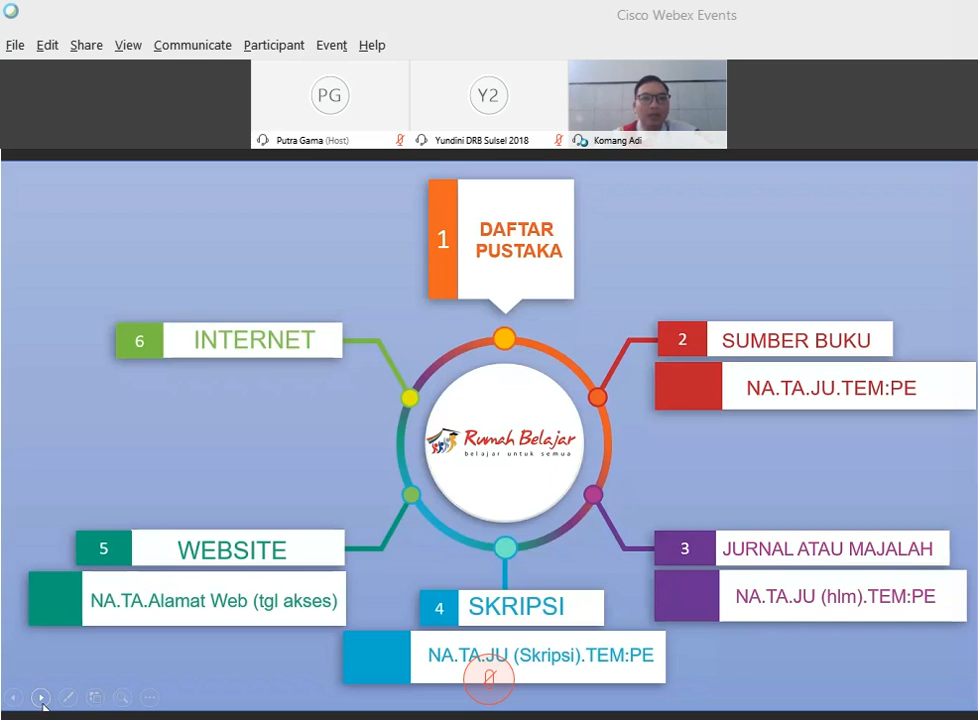 Cisco Webex Events
File Edit Share View Communicate Participant Event Help
PG
Y2
Putra Gama (Host)
Yundini DRB Sulsel 2018
Komang Adi
1
DAFTAR
PUSTAKA
6
INTERNET
2
SUMBER BUKU
NA.TA.JU.TEM:PE
Rumah Belajar
belajar untuk semua
5
WEBSITE
NA.TA.Alamat Web (tgl akses)
3
JURNAL ATAU MAJALAH
NA.TA.JU (hlm).TEM:PE
4
SKRIPSI
NA.TA.JU (Skripsi).TEM:PE